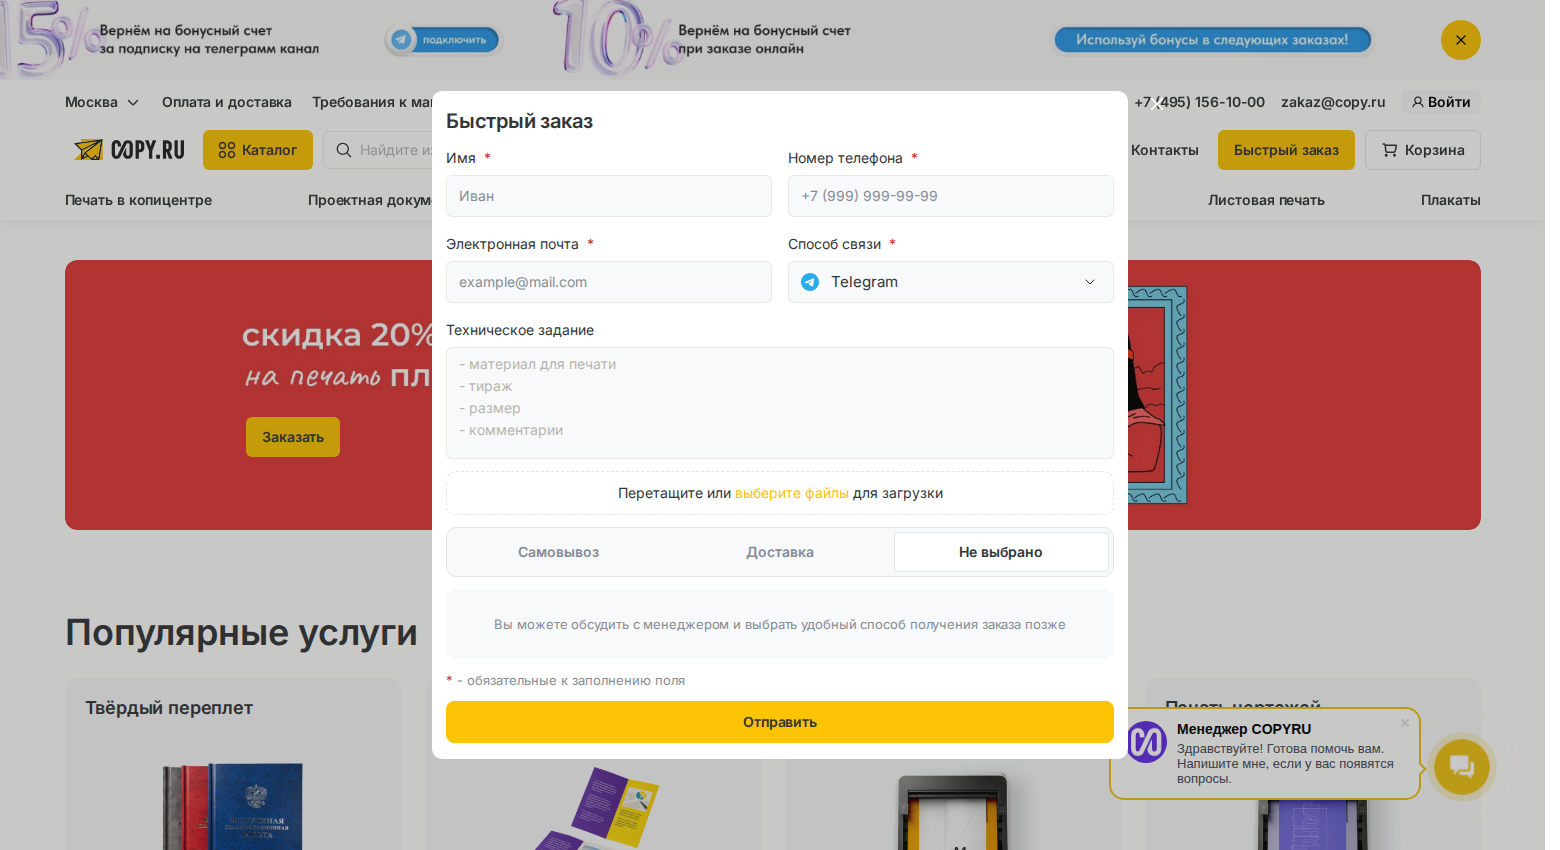 15%
Вернём на бонусный счет
за подписку на телеграмм канал
подключить
10%
Вернём на бонусный счет
при заказе онлайн
Используй бонусы в следующих заказах!
Москва
Оплата и доставка
Требования к ма
+7 (495) 156-10-00
zakaz@copy.ru
Войти
COPY.RU
Каталог
Найдите из
Контакты
Быстрый заказ
Корзина
Печать в копицентре
Проектная докум
Листовая печать
Плакаты
скидка 20%
на печать пл
Заказать
Быстрый заказ
Имя *
Номер телефона *
Иван
+7 (999) 999-99-99
Электронная почта *
Способ связи *
example@mail.com
Telegram
Техническое задание
- материал для печати
- тираж
- размер
- комментарии
Перетащите или выберите файлы для загрузки
Самовывоз
Доставка
Не выбрано
Вы можете обсудить с менеджером и выбрать удобный способ получения заказа позже
* - обязательные к заполнению поля
Отправить
Популярные услуги
Твёрдый переплет
Печать чертежей
Менеджер COPYRU
Здравствуйте! Готова помочь вам.
Напишите мне, если у вас появятся
вопросы.